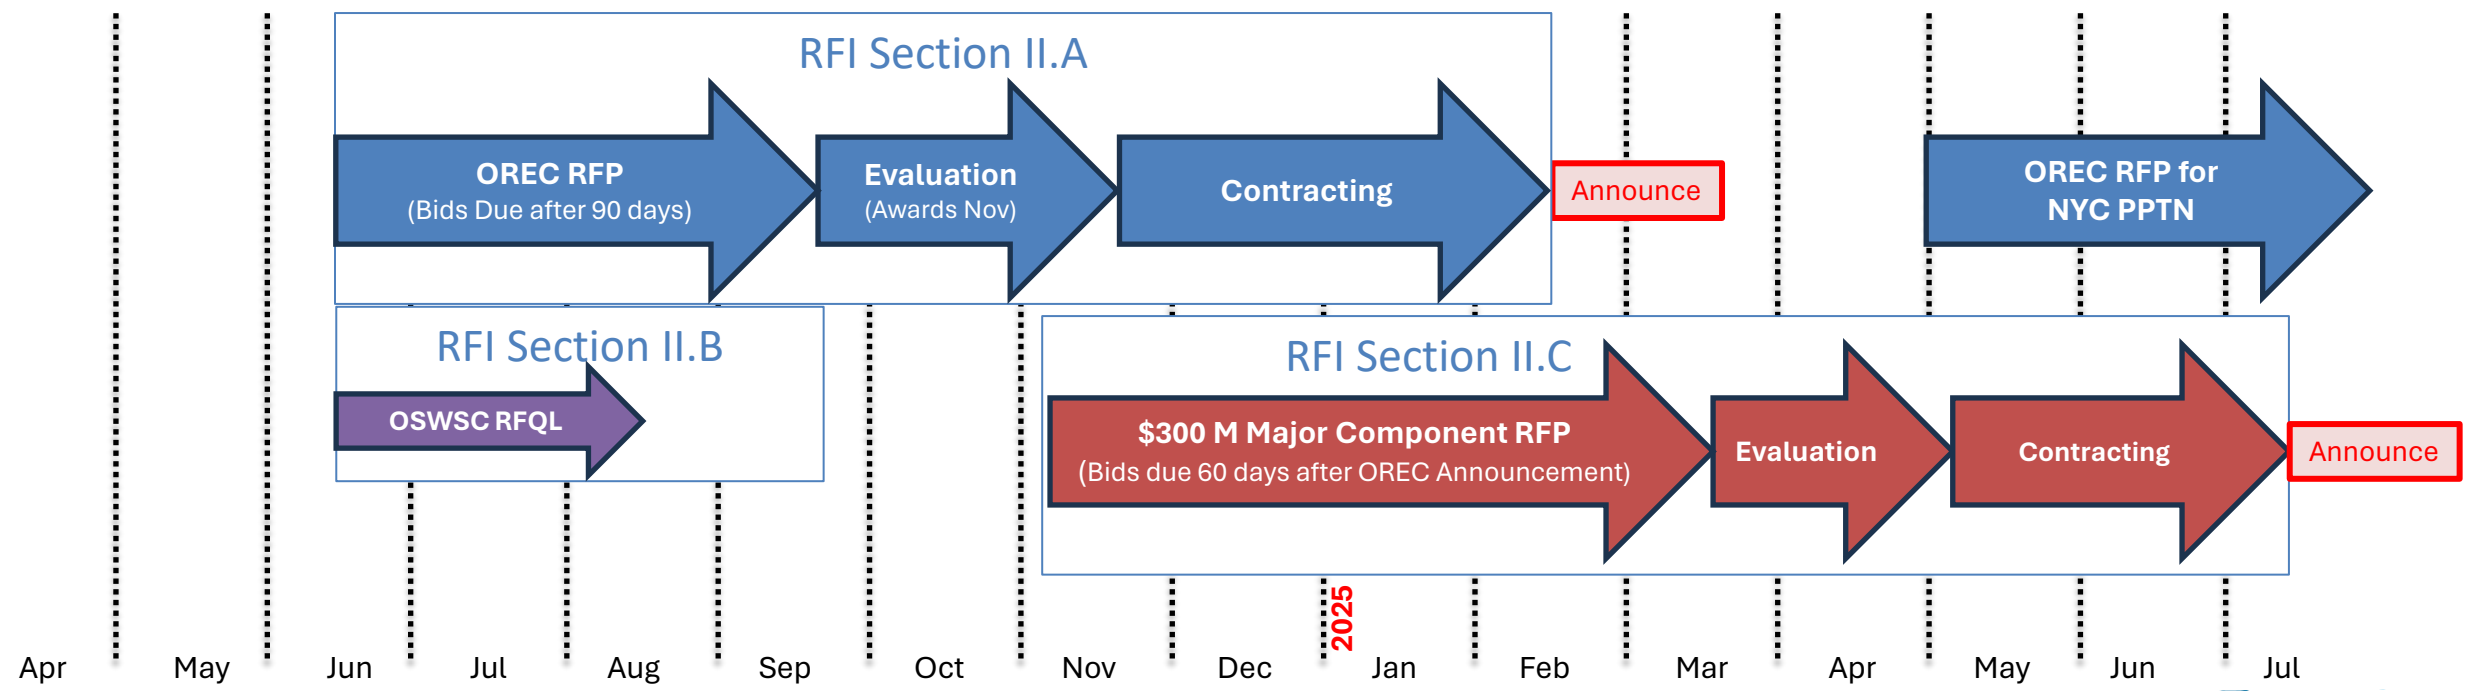 RFI Section II.A
OREC RFP
(Bids Due after 90 days)
Evaluation
(Awards Nov)
Contracting
Announce
OREC RFP for
NYC PPTN
RFI Section II.B
OSWSC RFQL
RFI Section II.C
$300 M Major Component RFP
(Bids due 60 days after OREC Announcement)
Evaluation
Contracting
Announce
2025
Apr May Jun Jul Aug Sep Oct Nov Dec Jan Feb Mar Apr May Jun Jul